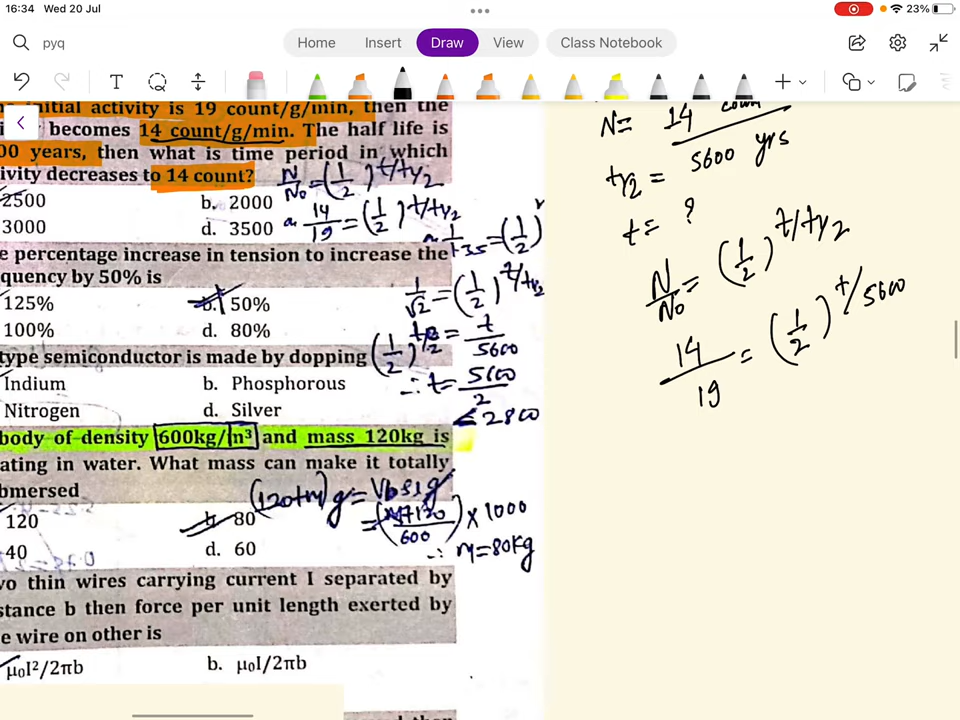 16:34 Wed 20 Jul
23%
pyq
Home Insert Draw View Class Notebook
T
initial activity is 19 count/g/min, then the
becomes 14 count/g/min. The half life is
00 years, then what is time period in which
ivity decreases to 14 count?
N/N₀=(1/2)^t/t½
2500 b. 2000
14/19=(1/2)^t/t½
3000 d. 3500
e percentage increase in tension to increase the
quency by 50% is
125% b. 50%
1/√2=(1/2)^t/t½
100% d. 80%
type semiconductor is made by dopping
= t/5600
Indium b. Phosphorous
∴ t= 5600/2
Nitrogen d. Silver
2800
body of density 600kg/m³ and mass 120kg is
ating in water. What mass can make it totally
bmersed
(120+m)g=
120 b. 80
600 × 1000
40 d. 60
∴ m=80kg
vo thin wires carrying current I separated by
stance b then force per unit length exerted by
e wire on other is
μ₀I²/2πb b. μ₀I/2πb
N= 14 count
5600 yrs
t½ =
t= ?
N/N₀= (1/2)^t/t½
14/19 = (1/2)^t/5600